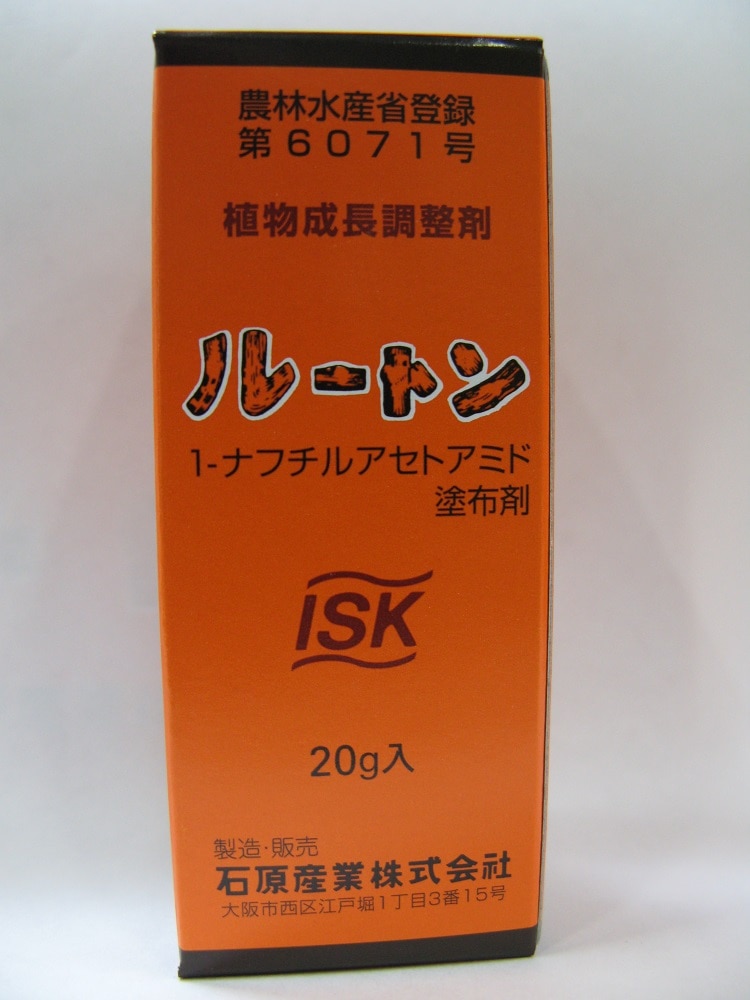 農林水産省登録
第6071号
植物成長調整剤
ルートン
1-ナフチルアセトアミド
塗布剤
ISK
20g入
製造・販売
石原産業株式会社
大阪市西区江戸堀1丁目3番15号